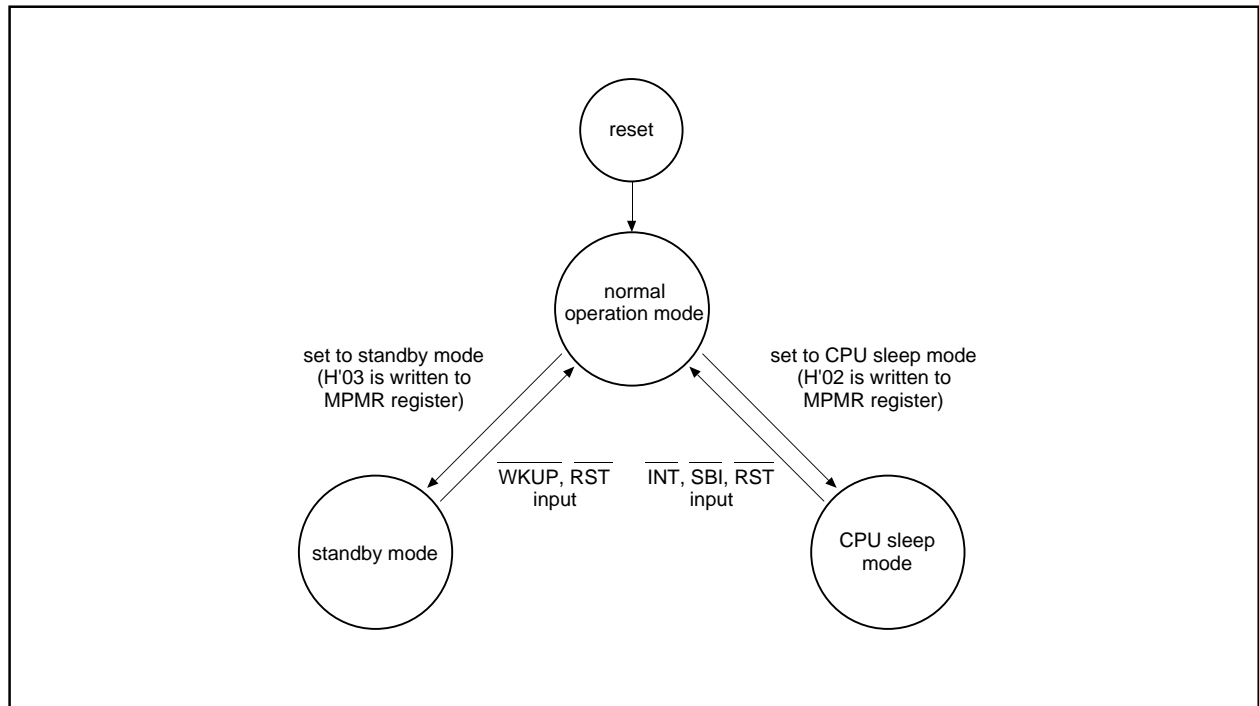 reset
normal
operation mode
set to standby mode
(H'03 is written to
MPMR register)
set to CPU sleep mode
(H'02 is written to
MPMR register)
WKUP, RST
input
INT, SBI, RST
input
standby mode
CPU sleep
mode